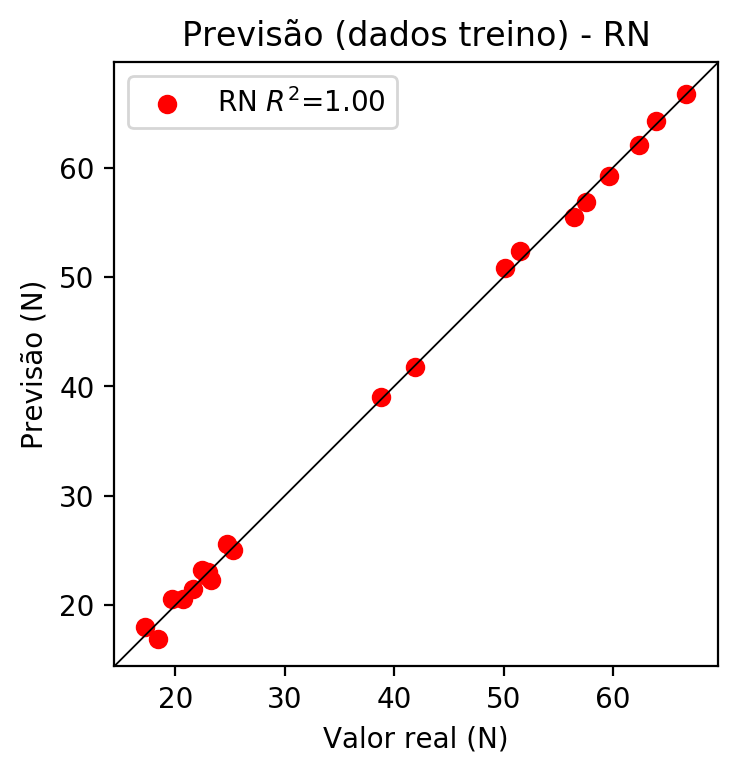 Previsão (dados treino) - RN
RN R²=1.00
Previsão (N)
60
50
40
30
20
20 30 40 50 60
Valor real (N)